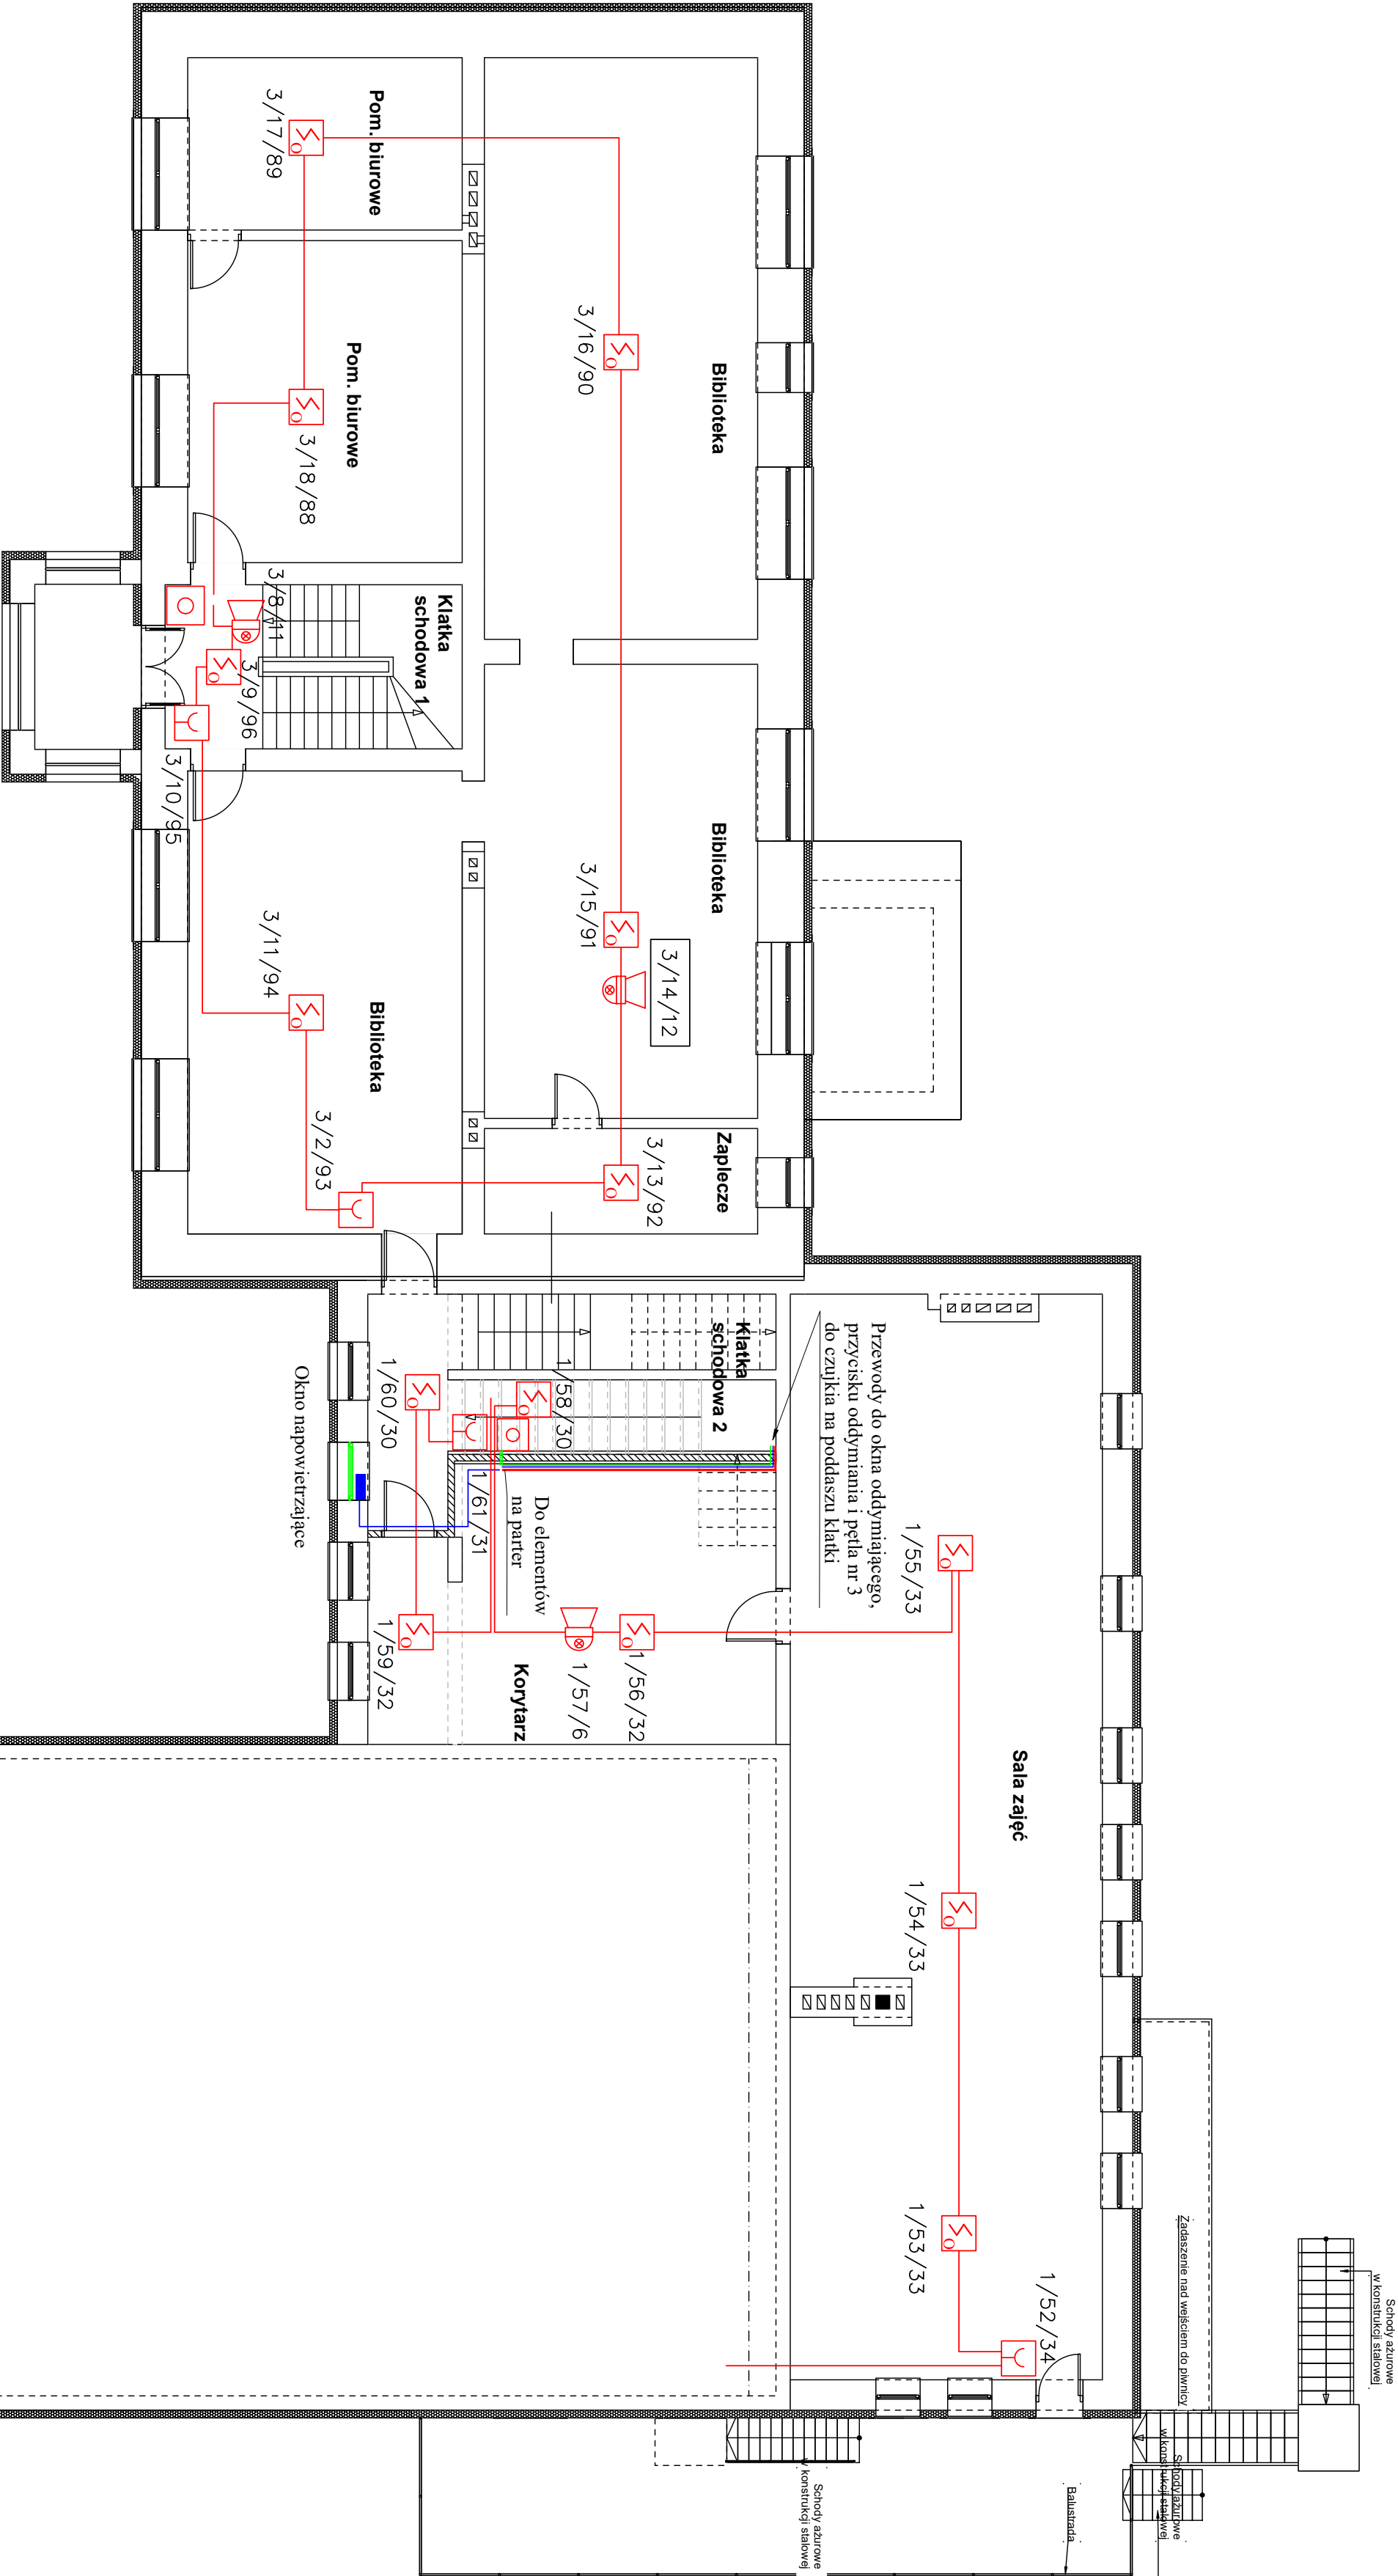 Pom. biurowe
3/17/89
Biblioteka
3/16/90
Pom. biurowe
3/18/88
Klatka
schodowa 1
3/8/11
3/9/96
3/10/95
Biblioteka
3/15/91
3/14/12
Biblioteka
3/11/94
3/2/93
Zaplecze
3/13/92
Klatka
schodowa 2
Przewody do okna oddymiającego,
przycisku oddymiania i pętla nr 3
do czujkia na poddaszu klatki
1/58/30
1/60/30
1/61/31
Okno napowietrzające
Do elementów
na parter
1/55/33
1/56/32
1/57/6
1/59/32
Korytarz
Sala zajęć
1/54/33
1/53/33
1/52/34
Zadaszenie nad wejściem do piwnicy
Schody ażurowe
w konstrukcji stalowej
Schody ażurowe
w konstrukcji stalowej
Schody ażurowe
w konstrukcji stalowej
Balustrada